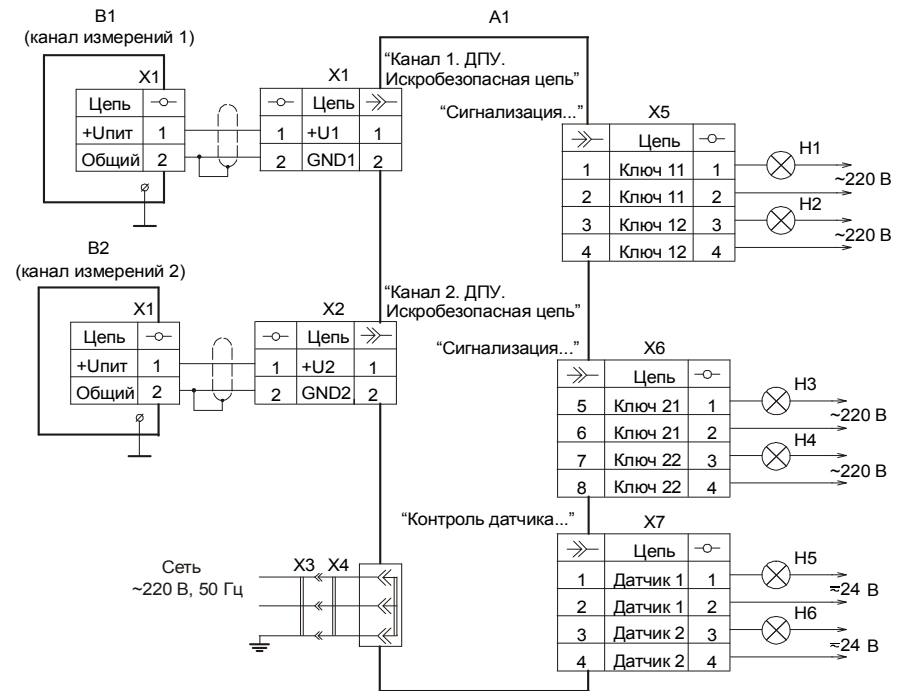 B1
(канал измерений 1)
X1
Цепь
+Uпит 1
Общий 2
X1
Цепь
1 +U1 1
2 GND1 2
A1
“Канал 1. ДПУ.
Искробезопасная цепь”
“Сигнализация...”
X5
Цепь
1 Ключ 11 1
2 Ключ 11 2
3 Ключ 12 3
4 Ключ 12 4
H1
~220 В
H2
~220 В
B2
(канал измерений 2)
X1
Цепь
+Uпит 1
Общий 2
X2
Цепь
1 +U2 1
2 GND2 2
“Канал 2. ДПУ.
Искробезопасная цепь”
“Сигнализация...”
X6
Цепь
5 Ключ 21 1
6 Ключ 21 2
7 Ключ 22 3
8 Ключ 22 4
H3
~220 В
H4
~220 В
“Контроль датчика...”
X7
Цепь
1 Датчик 1 1
2 Датчик 1 2
3 Датчик 2 3
4 Датчик 2 4
H5
≂24 В
H6
≂24 В
Сеть
~220 В, 50 Гц
X3 X4